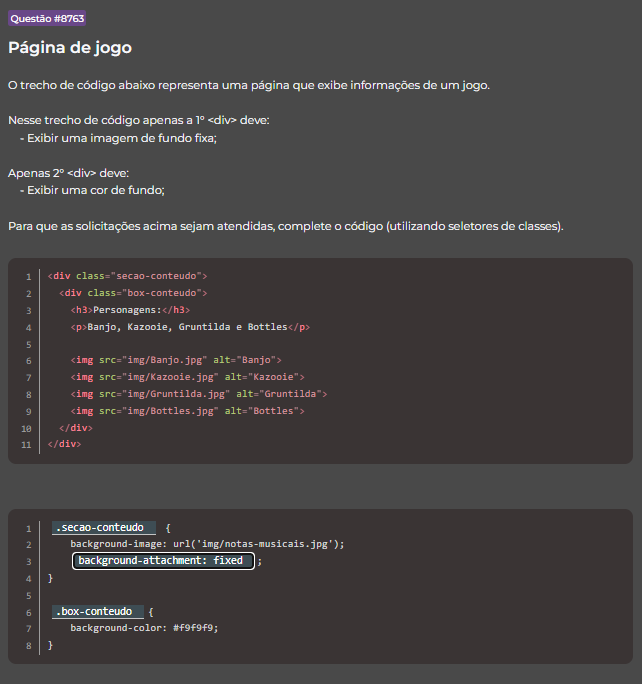 Questão #8763
Página de jogo
O trecho de código abaixo representa uma página que exibe informações de um jogo.
Nesse trecho de código apenas a 1º <div> deve:
- Exibir uma imagem de fundo fixa;
Apenas 2º <div> deve:
- Exibir uma cor de fundo;
Para que as solicitações acima sejam atendidas, complete o código (utilizando seletores de classes).
1 <div class="secao-conteudo">
2 <div class="box-conteudo">
3 <h3>Personagens:</h3>
4 <p>Banjo, Kazooie, Gruntilda e Bottles</p>
5
6 <img src="img/Banjo.jpg" alt="Banjo">
7 <img src="img/Kazooie.jpg" alt="Kazooie">
8 <img src="img/Gruntilda.jpg" alt="Gruntilda">
9 <img src="img/Bottles.jpg" alt="Bottles">
10 </div>
11 </div>
1 .secao-conteudo {
2 background-image: url('img/notas-musicais.jpg');
3 background-attachment: fixed ;
4 }
5
6 .box-conteudo {
7 background-color: #f9f9f9;
8 }